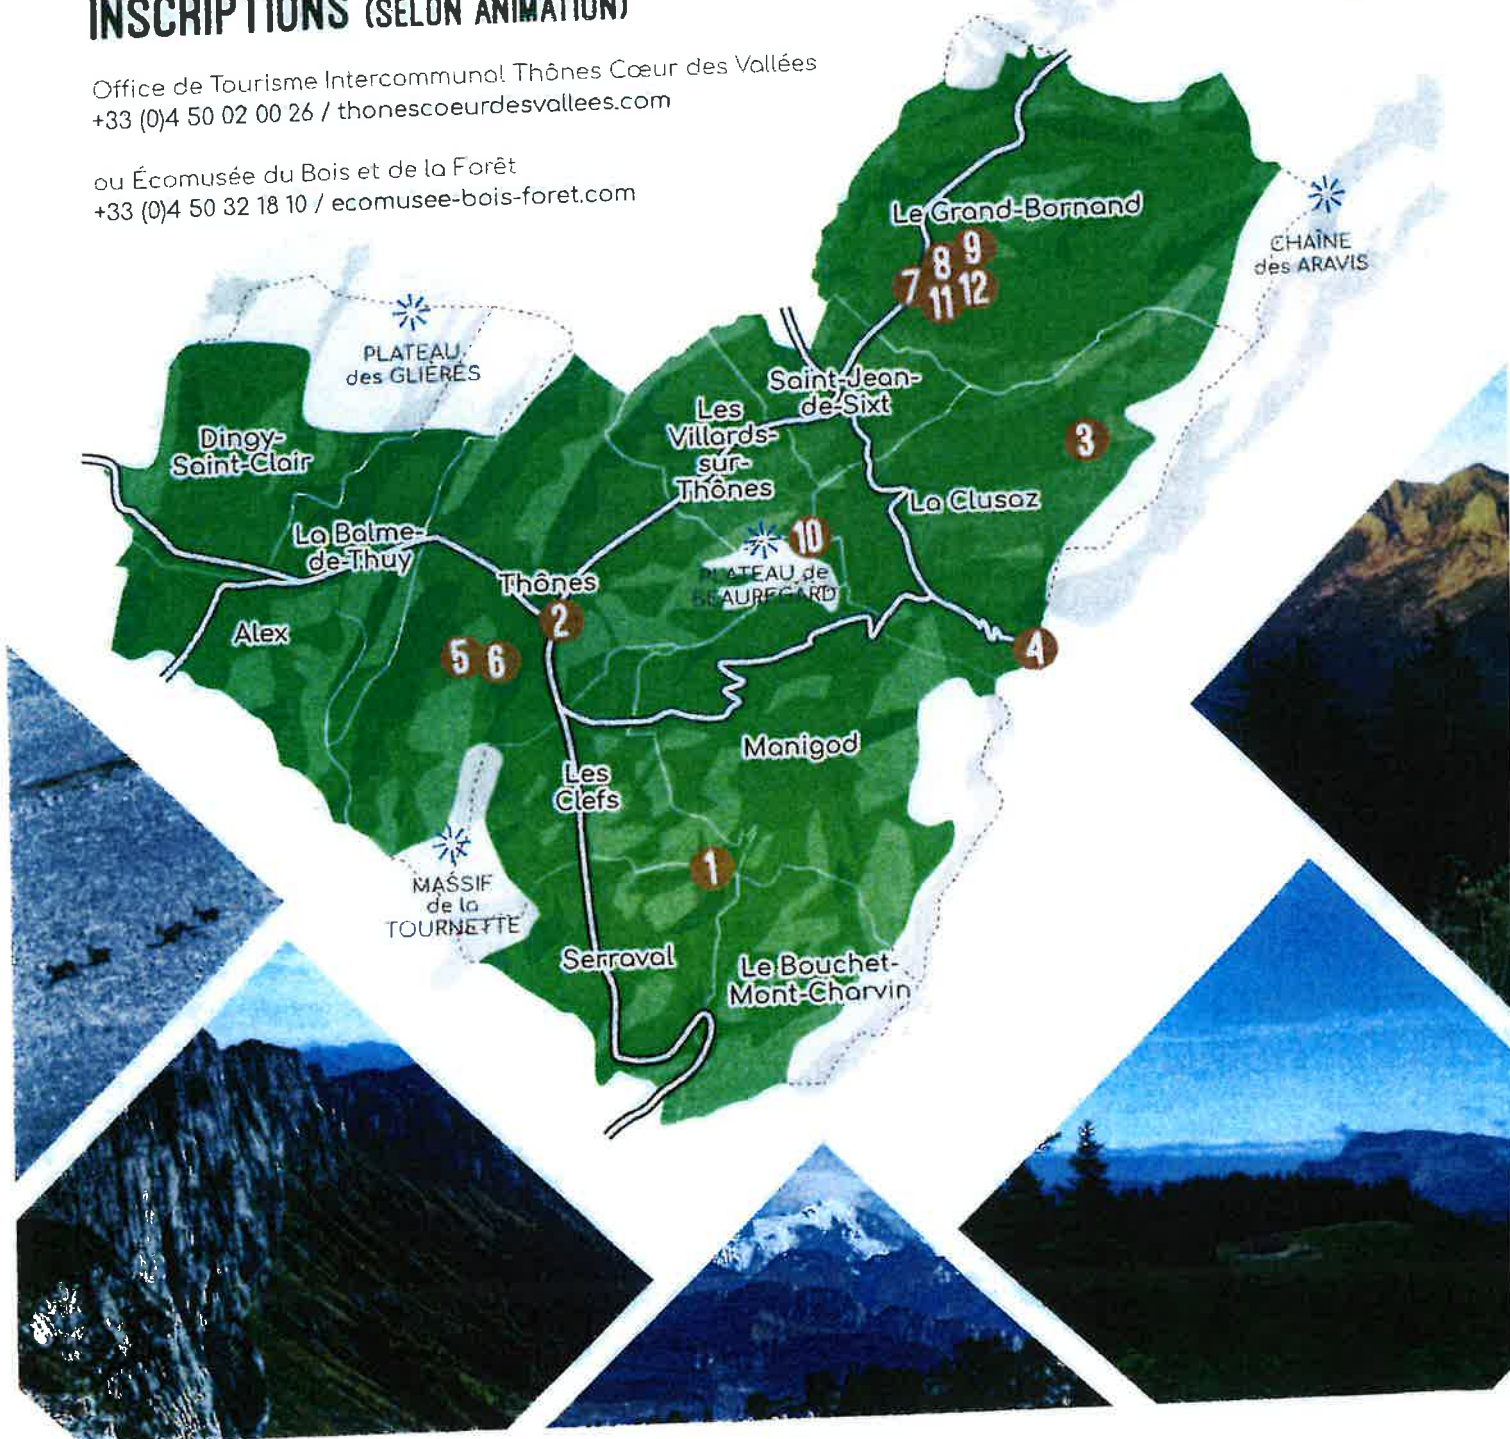 INSCRIPTIONS (SELON ANIMATION)
Office de Tourisme Intercommunal Thônes Cœur des Vallées
+33 (0)4 50 02 00 26 / thonescoeurdesvallees.com
ou Écomusée du Bois et de la Forêt
+33 (0)4 50 32 18 10 / ecomusee-bois-foret.com
Le Grand-Bornand
7 8 9
11 12
CHAÎNE
des ARAVIS
PLATEAU
des GLIÈRES
Saint-Jean-
de-Sixt
Les
Villards-
sur-
Thônes
Dingy-
Saint-Clair
3
La Clusaz
La Balme-
de-Thuy
10
PLATEAU de
BEAUREGARD
Thônes
2
Alex
5 6
4
Manigod
Les
Clefs
1
MASSIF
de la
TOURNETTE
Serraval
Le Bouchet-
Mont-Charvin